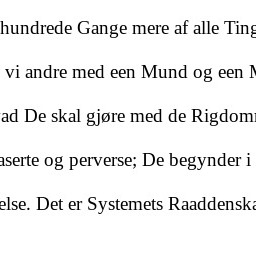 hundrede Gange mere af alle Ting
vi andre med een Mund og een M
ad De skal gjøre med de Rigdom
aserte og perverse; De begynder i
else. Det er Systemets Raaddenska